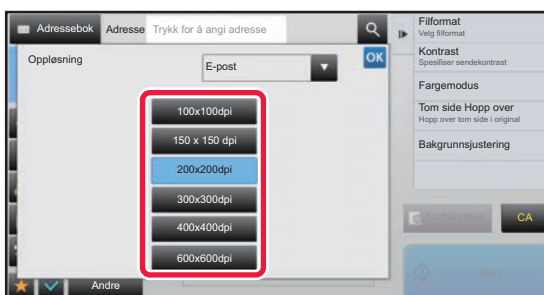 Adressebok
Adresse
Trykk for å angi adresse
Oppløsning
E-post
OK
100x100dpi
150 x 150 dpi
200x200dpi
300x300dpi
400x400dpi
600x600dpi
Andre
Filformat
Velg filformat
Kontrast
Spesifiser sendekontrast
Fargemodus
Tom side Hopp over
Hopp over tom side i original
Bakgrunnsjustering
CA
Start